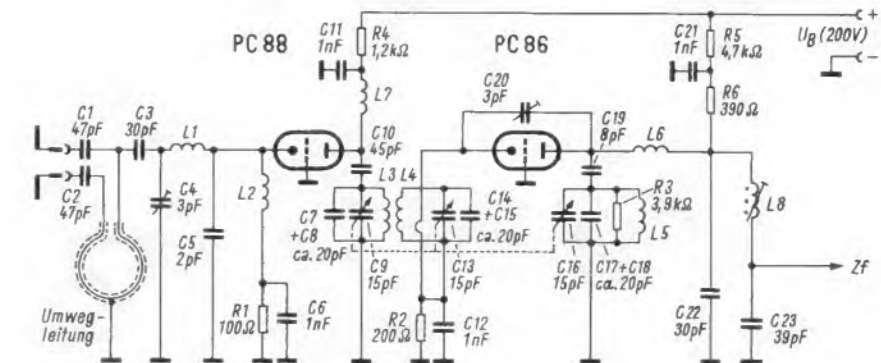 C11
1nF
R4
1,2kΩ
PC 88
PC 86
C21
1nF
R5
4,7kΩ
+
U_B (200V)
−
C20
3pF
R6
390Ω
L7
C1
47pF
C3
30pF
L1
C10
45pF
C19
8pF
L6
C2
47pF
C4
3pF
L2
L3
L4
C14
+C15
ca. 20pF
R3
3,9kΩ
L8
C7
+C8
ca. 20pF
C5
2pF
C9
15pF
C13
15pF
C16
15pF
C17+C18
ca. 20pF
L5
Zf
Umweg-
leitung
R1
100Ω
C6
1nF
R2
200Ω
C12
1nF
C22
30pF
C23
39pF